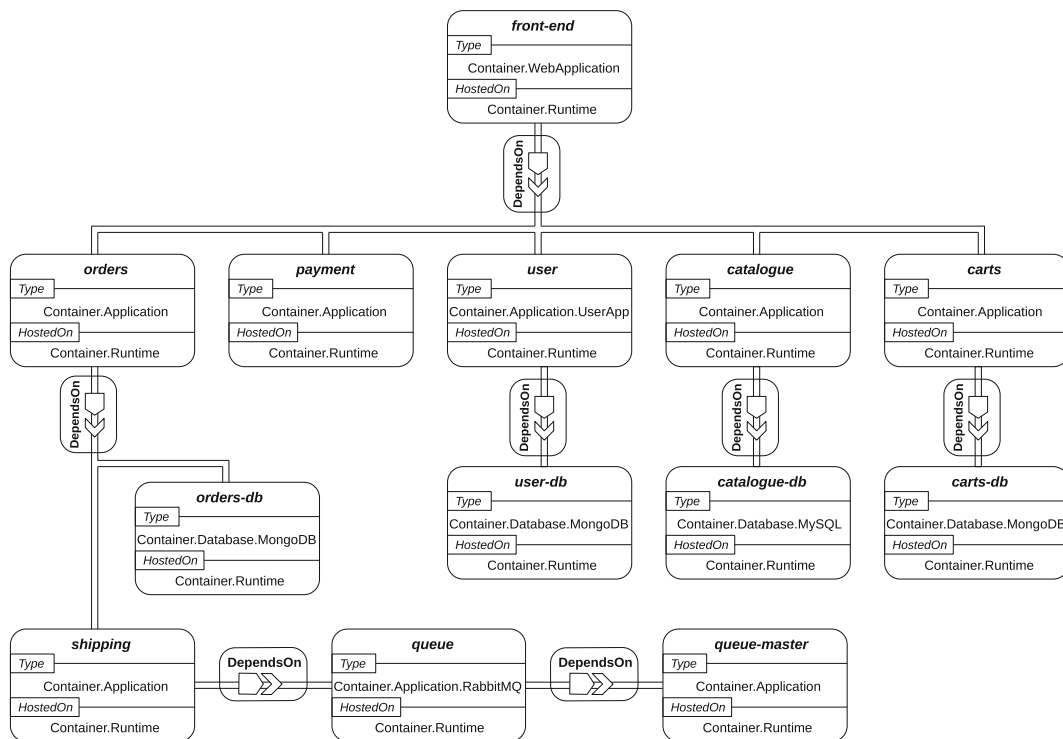 front-end
Type
Container.WebApplication
HostedOn
Container.Runtime
DependsOn
orders
Type
Container.Application
HostedOn
Container.Runtime
payment
Type
Container.Application
HostedOn
Container.Runtime
user
Type
Container.Application.UserApp
HostedOn
Container.Runtime
catalogue
Type
Container.Application
HostedOn
Container.Runtime
carts
Type
Container.Application
HostedOn
Container.Runtime
DependsOn
DependsOn
DependsOn
DependsOn
orders-db
Type
Container.Database.MongoDB
HostedOn
Container.Runtime
user-db
Type
Container.Database.MongoDB
HostedOn
Container.Runtime
catalogue-db
Type
Container.Database.MySQL
HostedOn
Container.Runtime
carts-db
Type
Container.Database.MongoDB
HostedOn
Container.Runtime
shipping
Type
Container.Application
HostedOn
Container.Runtime
DependsOn
queue
Type
Container.Application.RabbitMQ
HostedOn
Container.Runtime
DependsOn
queue-master
Type
Container.Application
HostedOn
Container.Runtime